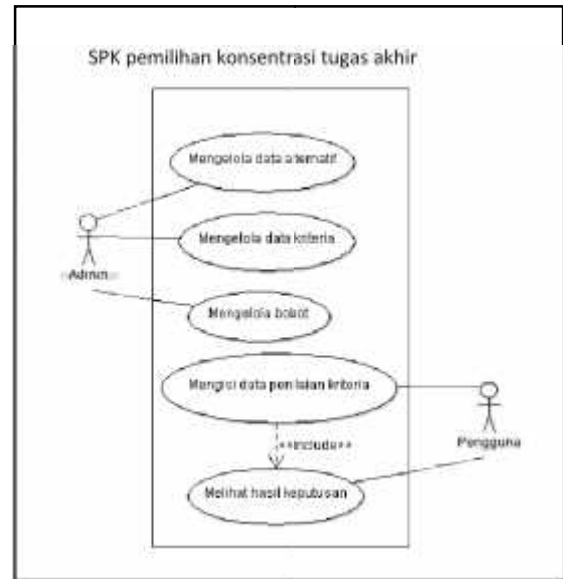 SPK pemilihan konsentrasi tugas akhir
Mengelola data alternatif
Mengelola data kriteria
Admin
Mengelola bobot
Mengisi data penilaian kriteria
<<include>>
Pengguna
Melihat hasil keputusan